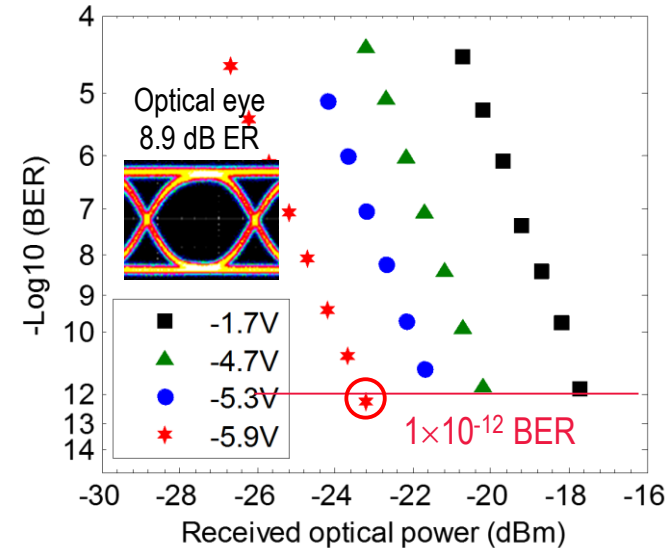 4
5
6
7
8
9
10
12
13
14
-Log10 (BER)
Optical eye
8.9 dB ER
-1.7V
-4.7V
-5.3V
-5.9V
1×10⁻¹² BER
-30 -28 -26 -24 -22 -20 -18 -16
Received optical power (dBm)